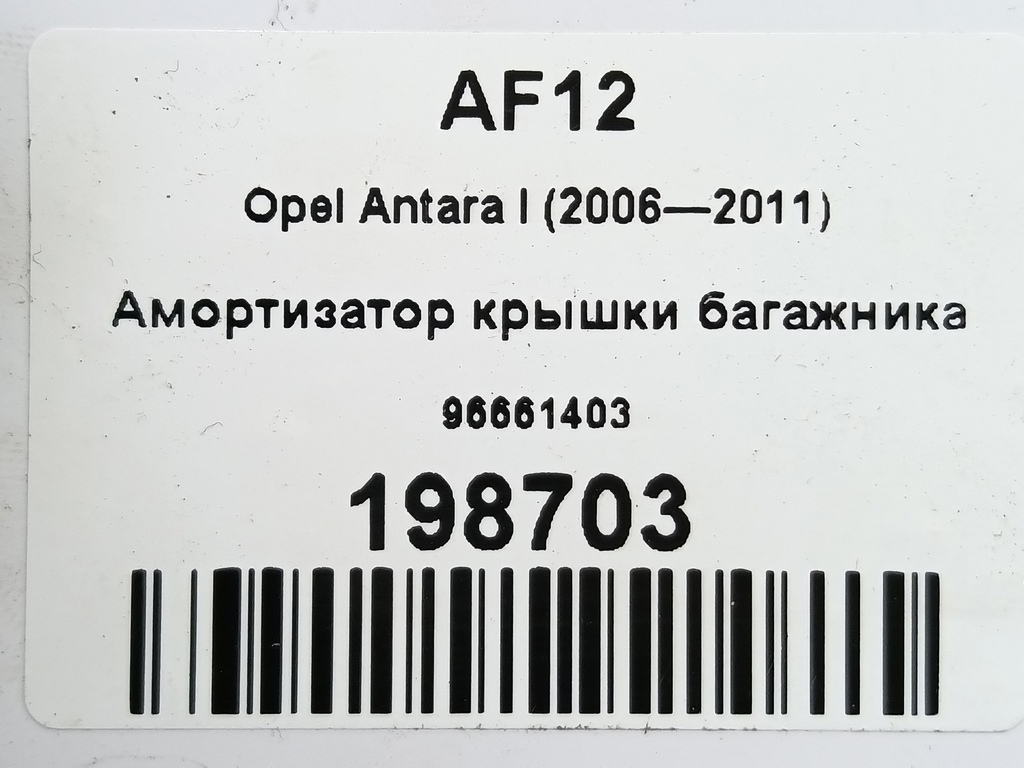 AF12
Opel Antara I (2006—2011)
Амортизатор крышки багажника
96661403
198703